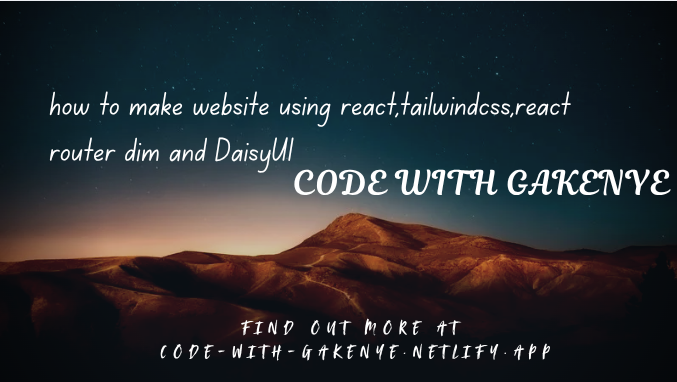 how to make website using react,tailwindcss,react
router dim and DaisyUI
CODE WITH GAKENYE
FIND OUT MORE AT
CODE-WITH-GAKENYE.NETLIFY.APP